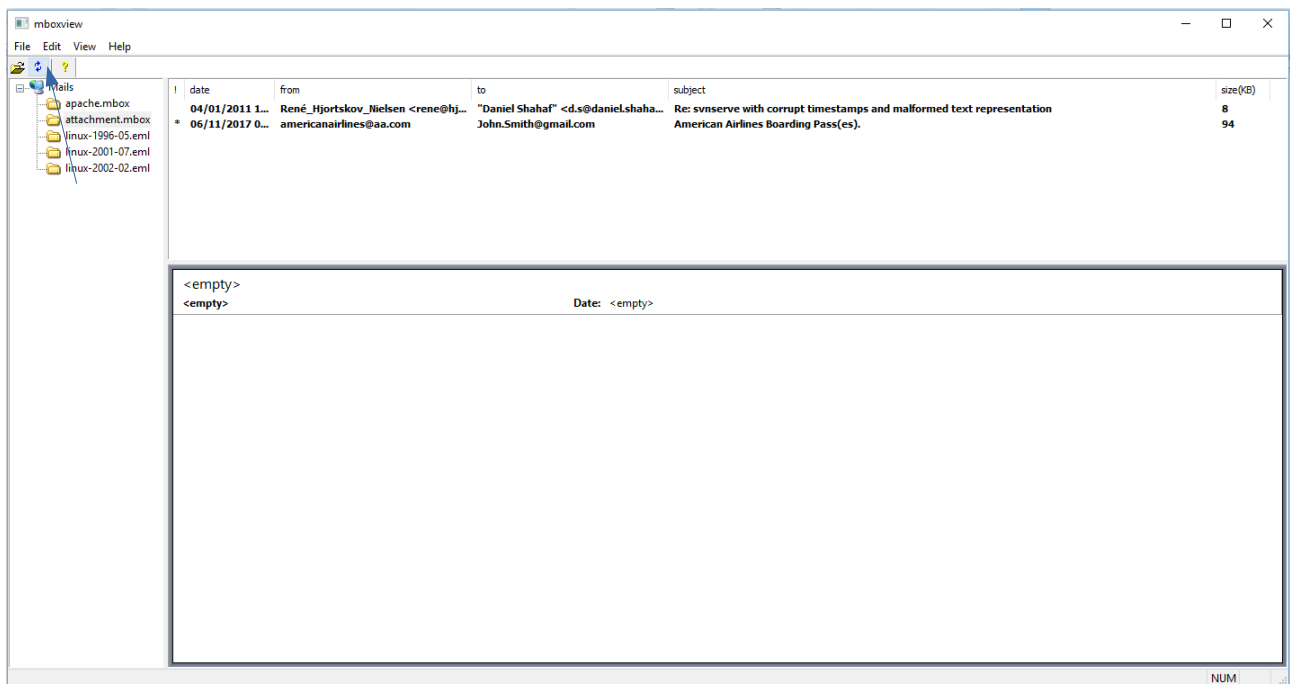 mboxview
File Edit View Help
?
Mails
apache.mbox
attachment.mbox
linux-1996-05.eml
linux-2001-07.eml
linux-2002-02.eml
! date from to subject size(KB)
04/01/2011 1... René_Hjortskov_Nielsen <rene@hj... "Daniel Shahaf" <d.s@daniel.shaha... Re: svnserve with corrupt timestamps and malformed text representation 8
* 06/11/2017 0... americanairlines@aa.com John.Smith@gmail.com American Airlines Boarding Pass(es). 94
<empty>
<empty> Date: <empty>
NUM